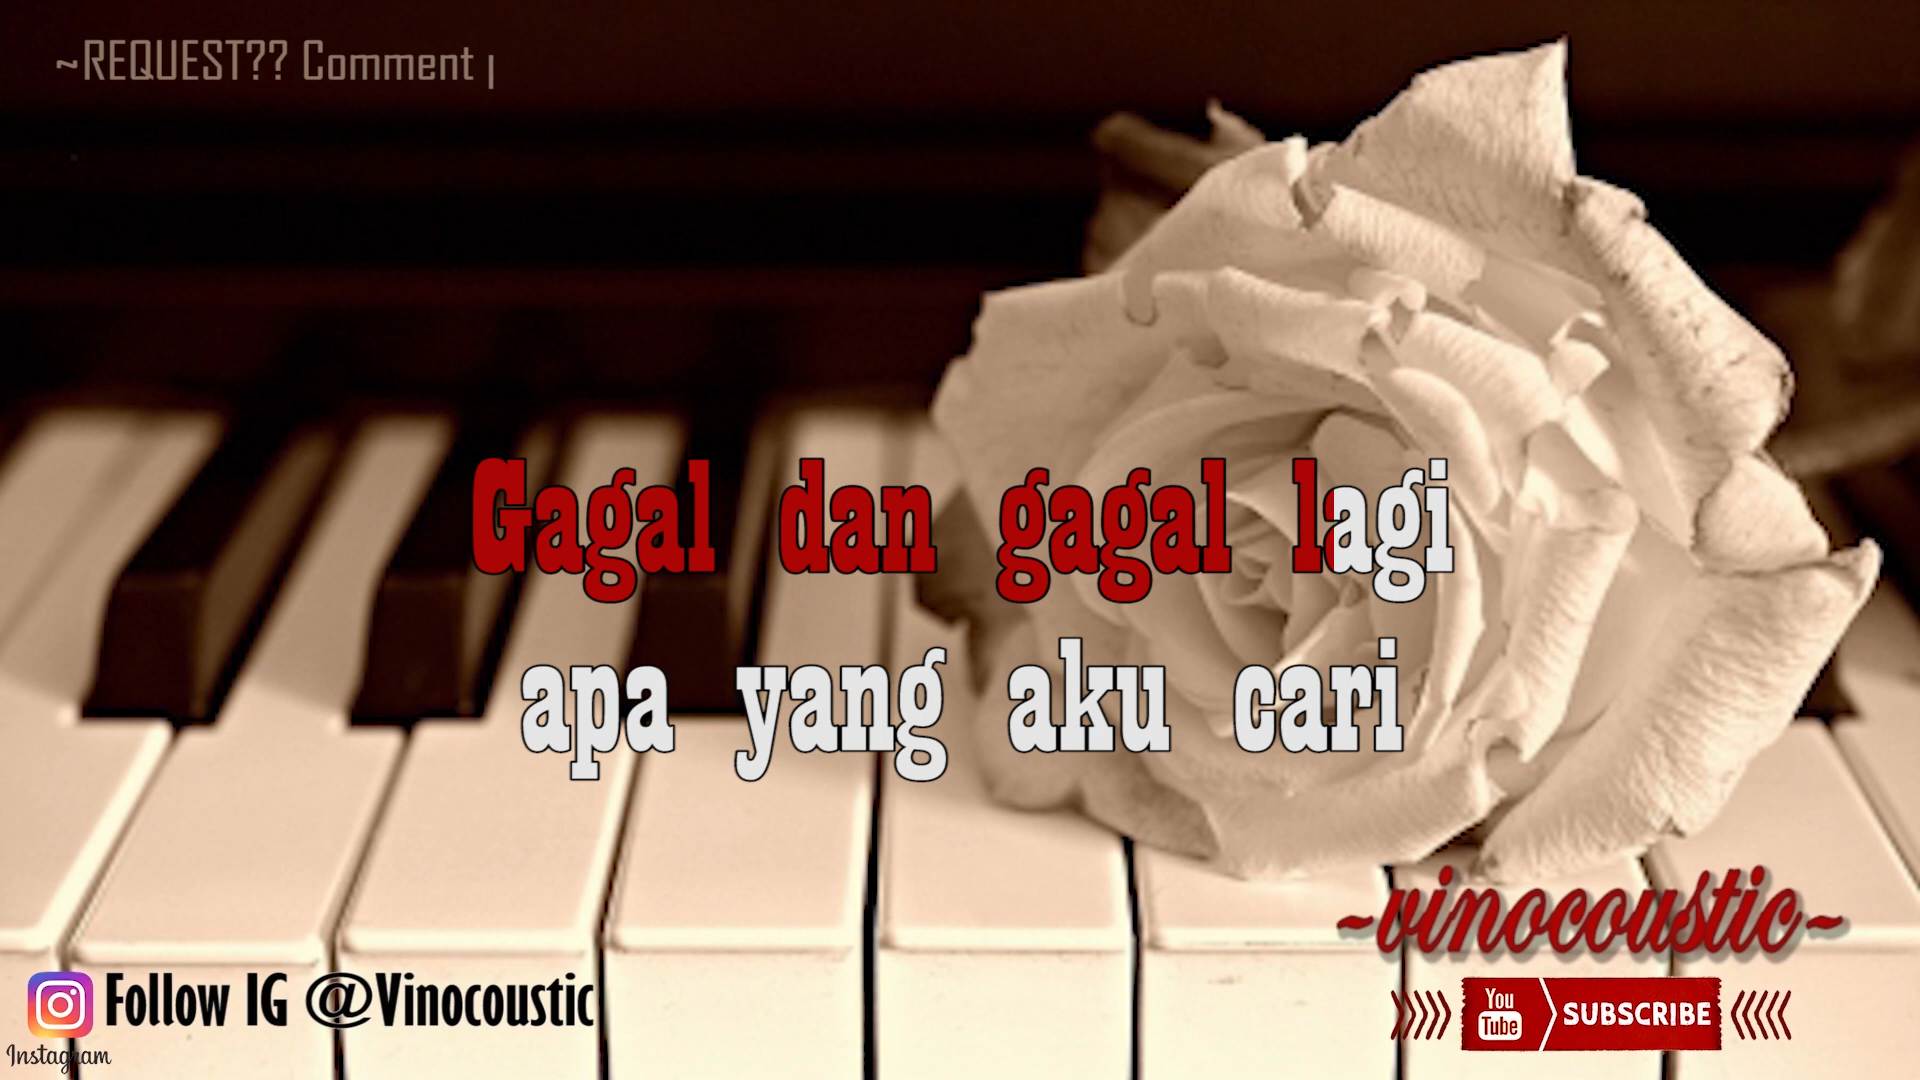 ~REQUEST?? Comment |
Gagal dan gagal lagi
apa yang aku cari
~vinocoustic~
Follow IG @Vinocoustic
Instagram
You Tube SUBSCRIBE